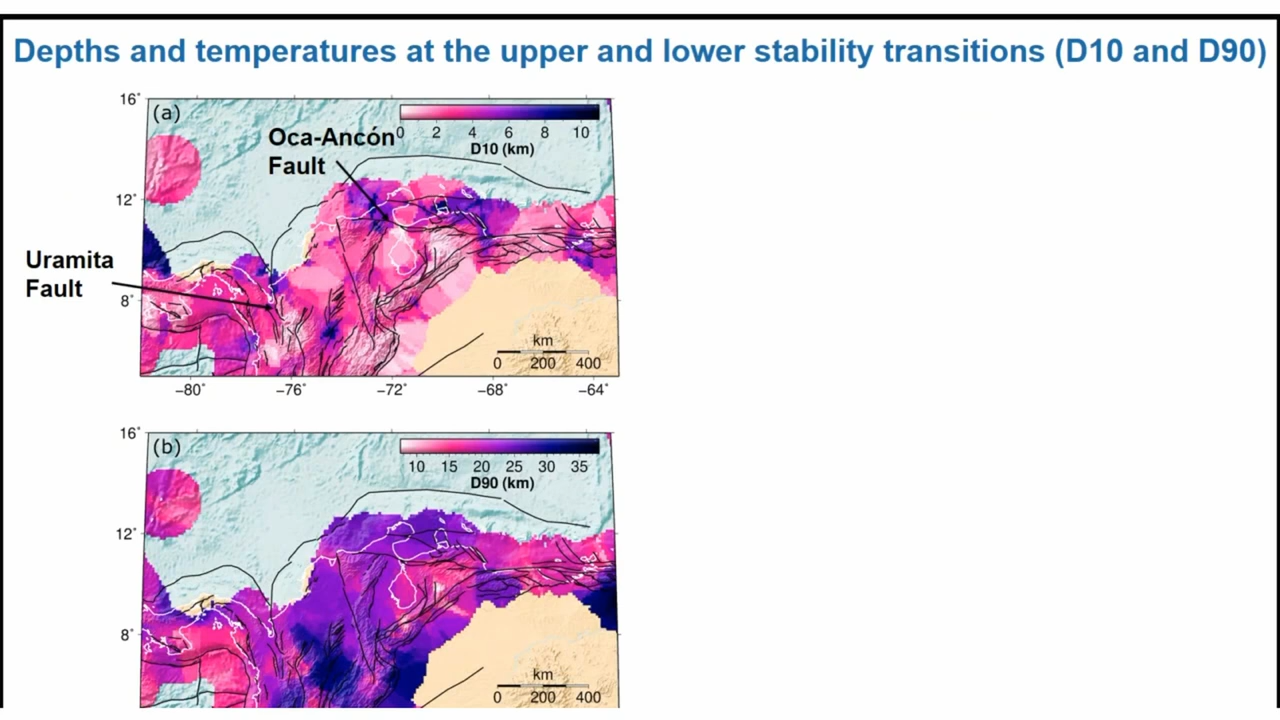 Depths and temperatures at the upper and lower stability transitions (D10 and D90)
16°
(a)
0 2 4 6 8 10
D10 (km)
Oca-Ancón
Fault
12°
Uramita
Fault
8°
km
0 200 400
−80° −76° −72° −68° −64°
16°
(b)
10 15 20 25 30 35
D90 (km)
12°
8°
km
0 200 400